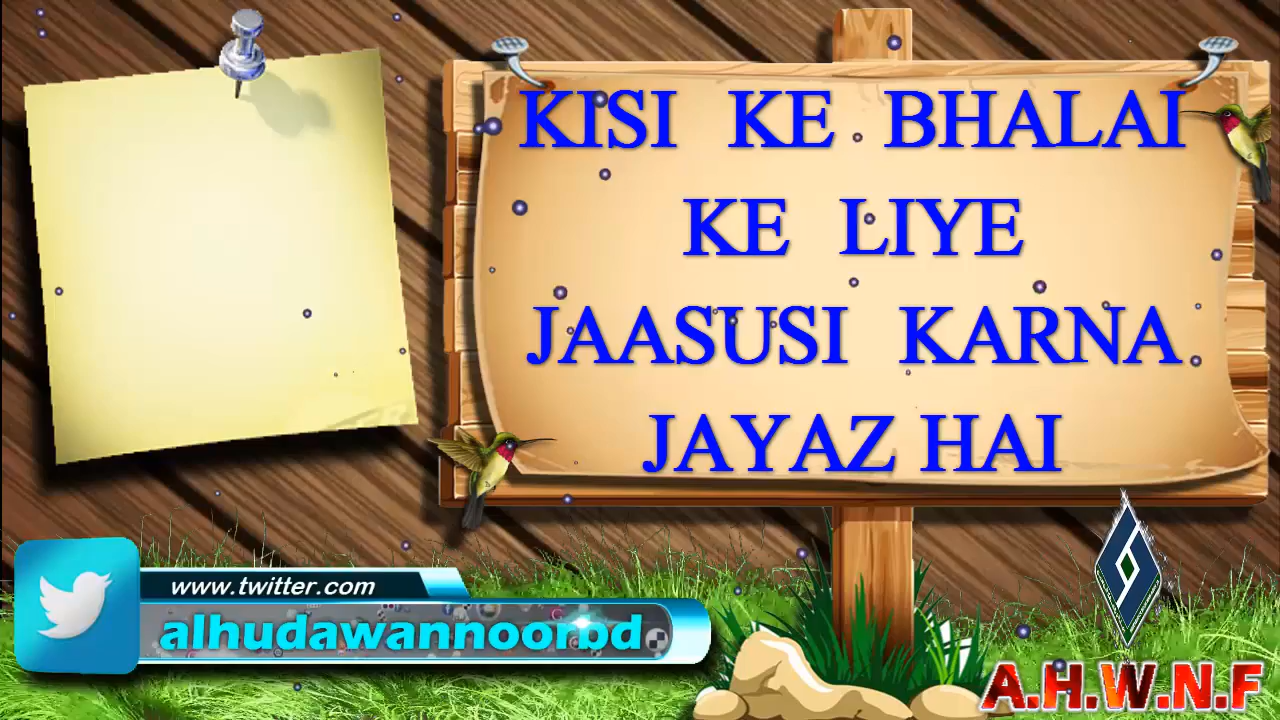 KISI KE BHALAI
KE LIYE
JAASUSI KARNA
JAYAZ HAI
www.twitter.com
alhudawannoorbd
A.H.W.N.F